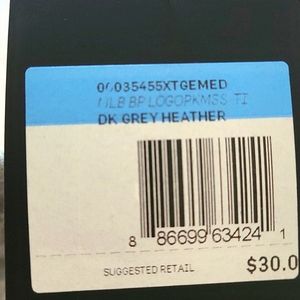 00035455XTGEMED
MLB BP LOGOPKMSS TI
DK GREY HEATHER
8 86699 63424 1
SUGGESTED RETAIL
$30.0